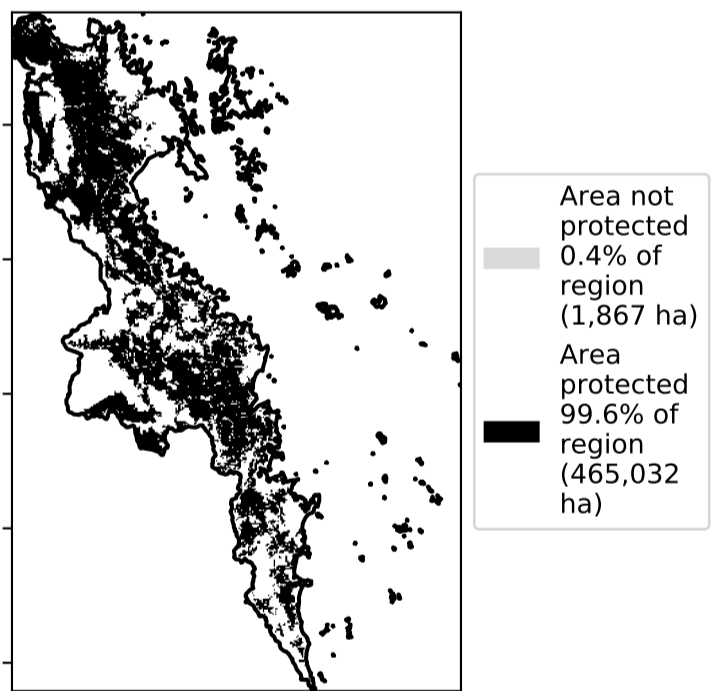 Area not
protected
0.4% of
region
(1,867 ha)
Area
protected
99.6% of
region
(465,032
ha)